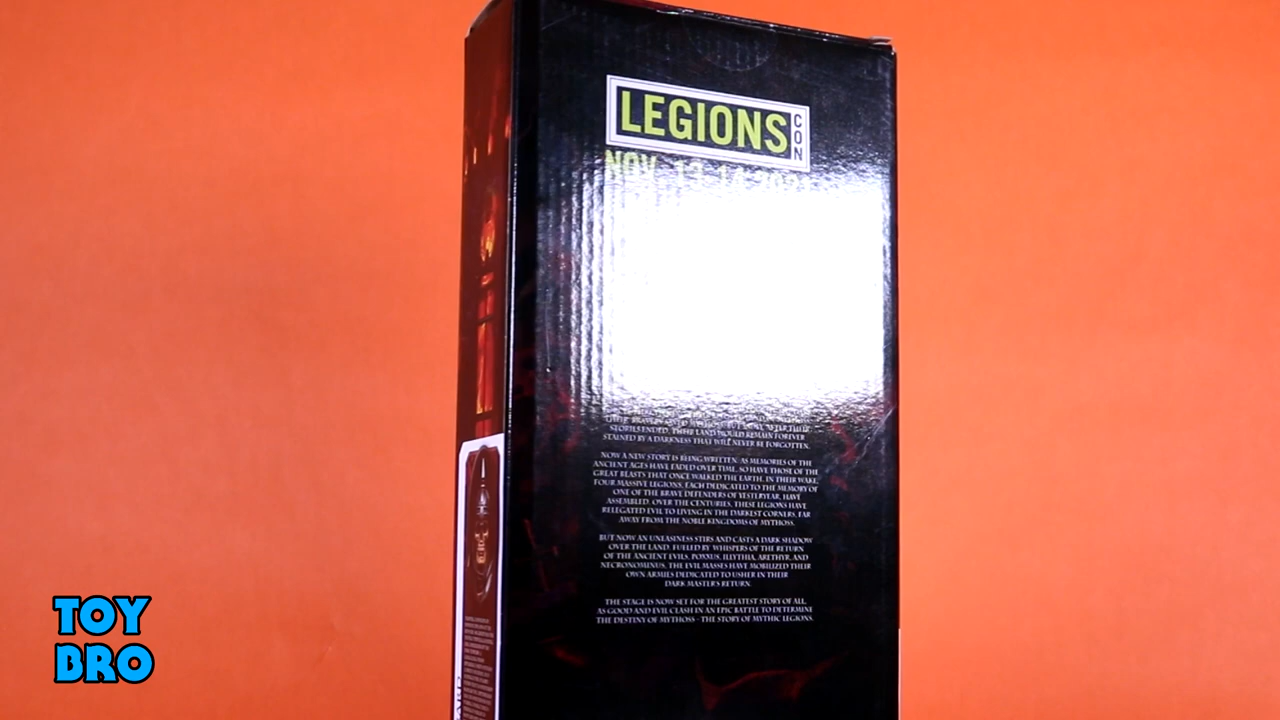 LEGIONS
CON
NOV. 13-14 2021
STORIES ENDED, THEIR LAND WOULD REMAIN FOREVER
STAINED BY A DARKNESS THAT WILL NEVER BE FORGOTTEN.
NOW A NEW STORY IS BEING WRITTEN. AS MEMORIES OF THE
ANCIENT AGES HAVE FADED OVER TIME, SO HAVE THOSE OF THE
GREAT BEASTS THAT ONCE WALKED THE EARTH. IN THEIR WAKE,
FOUR MASSIVE LEGIONS, EACH DEDICATED TO THE MEMORY OF
ONE OF THE BRAVE DEFENDERS OF YESTERYEAR, HAVE
ASSEMBLED. OVER THE CENTURIES, THESE LEGIONS HAVE
RELEGATED EVIL TO LIVING IN THE DARKEST CORNERS, FAR
AWAY FROM THE NOBLE KINGDOMS OF MYTHOSS.
BUT NOW AN UNEASINESS STIRS AND CASTS A DARK SHADOW
OVER THE LAND. FUELED BY WHISPERS OF THE RETURN
OF THE ANCIENT EVILS, POXXUS, ILLYTHIA, ARETHYR, AND
NECRONOMINUS, THE EVIL MASSES HAVE MOBILIZED THEIR
OWN ARMIES DEDICATED TO USHER IN THEIR
DARK MASTER'S RETURN.
THE STAGE IS NOW SET FOR THE GREATEST STORY OF ALL,
AS GOOD AND EVIL CLASH IN AN EPIC BATTLE TO DETERMINE
THE DESTINY OF MYTHOSS - THE STORY OF MYTHIC LEGIONS.
TOY
BRO